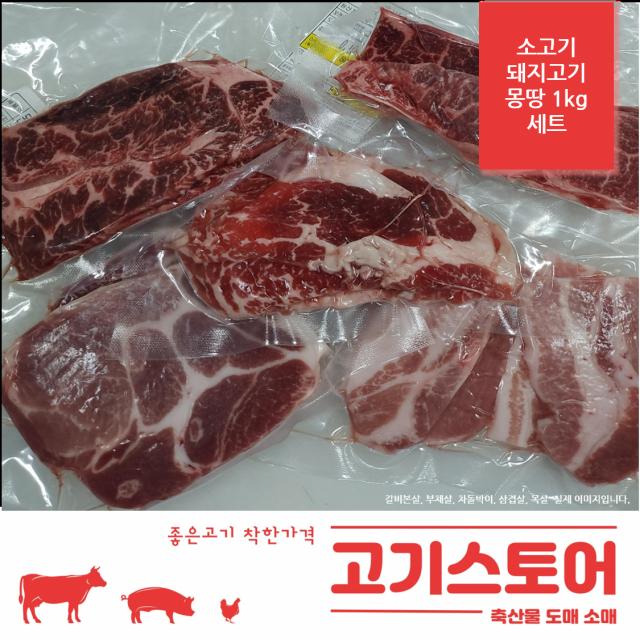 소고기
돼지고기
몽땅 1kg
세트
갈비본살, 부채살, 차돌박이, 삼겹살, 목살 실제 이미지입니다.
좋은고기 착한가격
고기스토어
축산물 도매 소매